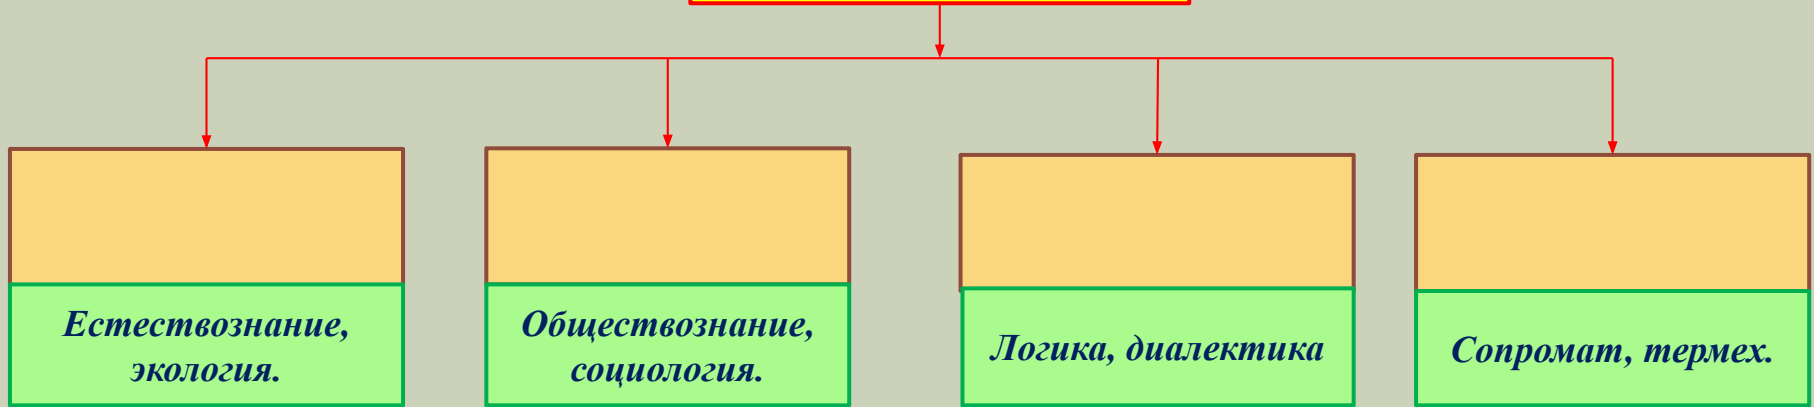 Естествознание,
экология.
Обществознание,
социология.
Логика, диалектика
Сопромат, термех.